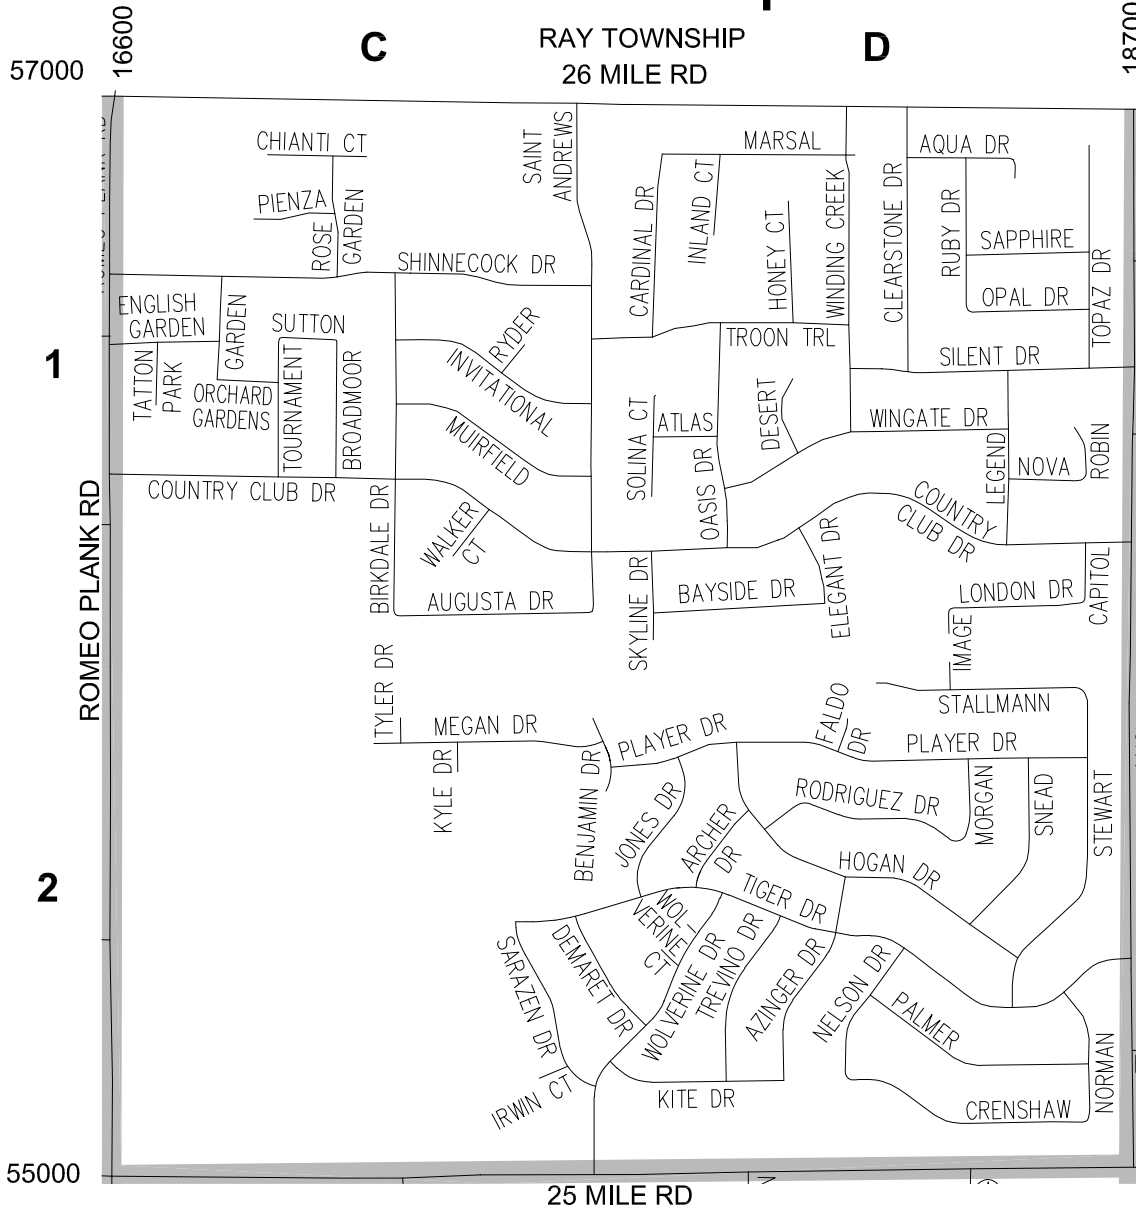 16600
C
RAY TOWNSHIP
D
18700
57000
26 MILE RD
CHIANTI CT
SAINT
ANDREWS
MARSAL
AQUA DR
PIENZA
ROSE
GARDEN
CARDINAL DR
INLAND CT
HONEY CT
WINDING CREEK
CLEARSTONE DR
RUBY DR
SAPPHIRE
OPAL DR
TOPAZ DR
SHINNECOCK DR
ENGLISH
GARDEN
GARDEN
SUTTON
RYDER
TROON TRL
SILENT DR
1
TATTON
PARK
ORCHARD
GARDENS
TOURNAMENT
BROADMOOR
INVITATIONAL
MUIRFIELD
SOLINA CT
ATLAS
DESERT
WINGATE DR
OASIS DR
LEGEND
NOVA
ROBIN
COUNTRY CLUB DR
COUNTRY
CLUB DR
ROMEO PLANK RD
BIRKDALE DR
WALKER
CT
AUGUSTA DR
SKYLINE DR
BAYSIDE DR
ELEGANT DR
LONDON DR
CAPITOL
IMAGE
TYLER DR
MEGAN DR
KYLE DR
BENJAMIN DR
PLAYER DR
FALDO
DR
STALLMANN
PLAYER DR
JONES DR
ARCHER
DR
RODRIGUEZ DR
MORGAN
SNEAD
STEWART
2
HOGAN DR
TIGER DR
WOL-
VERINE
CT
SARAZEN DR
DEMARET DR
WOLVERINE DR
TREVINO DR
AZINGER DR
NELSON DR
PALMER
NORMAN
IRWIN CT
KITE DR
CRENSHAW
55000
25 MILE RD